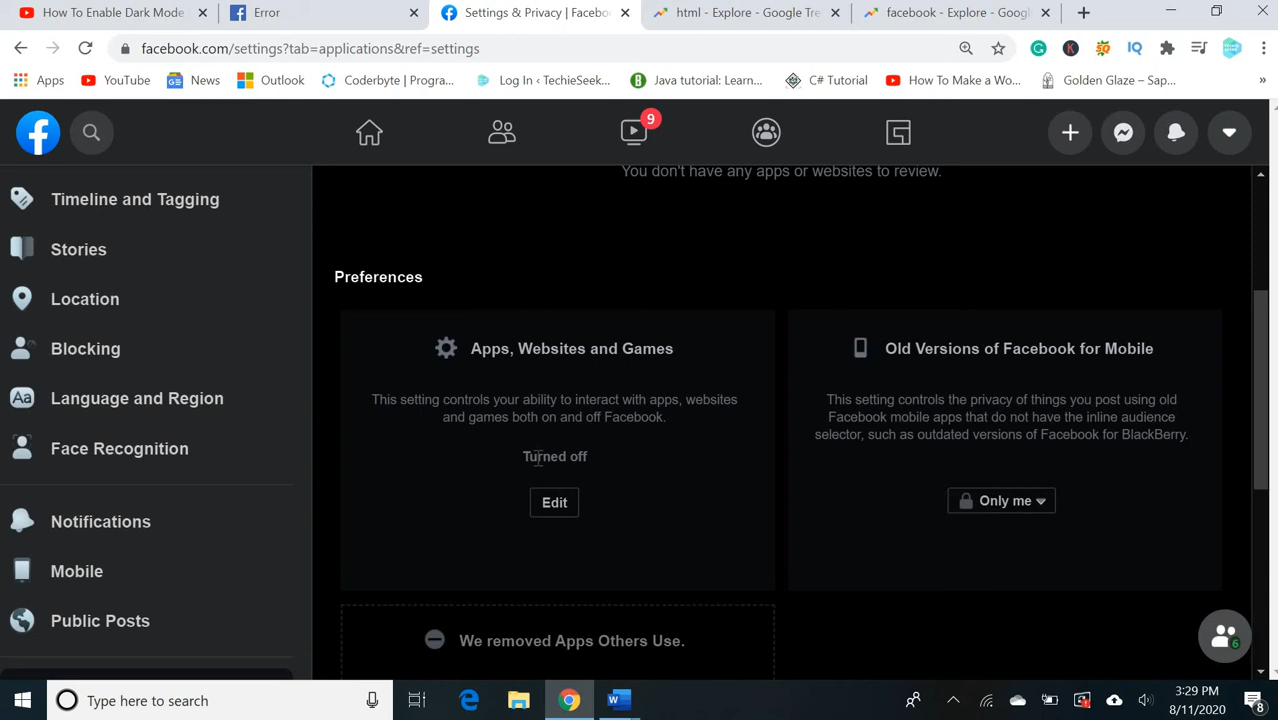 How To Enable Dark Mode
Error
Settings & Privacy | Facebo
html - Explore - Google Tre
facebook - Explore - Googl
facebook.com/settings?tab=applications&ref=settings
Apps
YouTube
News
Outlook
Coderbyte | Progra...
Log In ‹ TechieSeek...
Java tutorial: Learn...
C# Tutorial
How To Make a Wo...
Golden Glaze – Sap...
9
You don't have any apps or websites to review.
Timeline and Tagging
Stories
Location
Blocking
Language and Region
Face Recognition
Notifications
Mobile
Public Posts
Preferences
Apps, Websites and Games
This setting controls your ability to interact with apps, websites
and games both on and off Facebook.
Turned off
Edit
Old Versions of Facebook for Mobile
This setting controls the privacy of things you post using old
Facebook mobile apps that do not have the inline audience
selector, such as outdated versions of Facebook for BlackBerry.
Only me
We removed Apps Others Use.
6
Type here to search
3:29 PM
8/11/2020
8